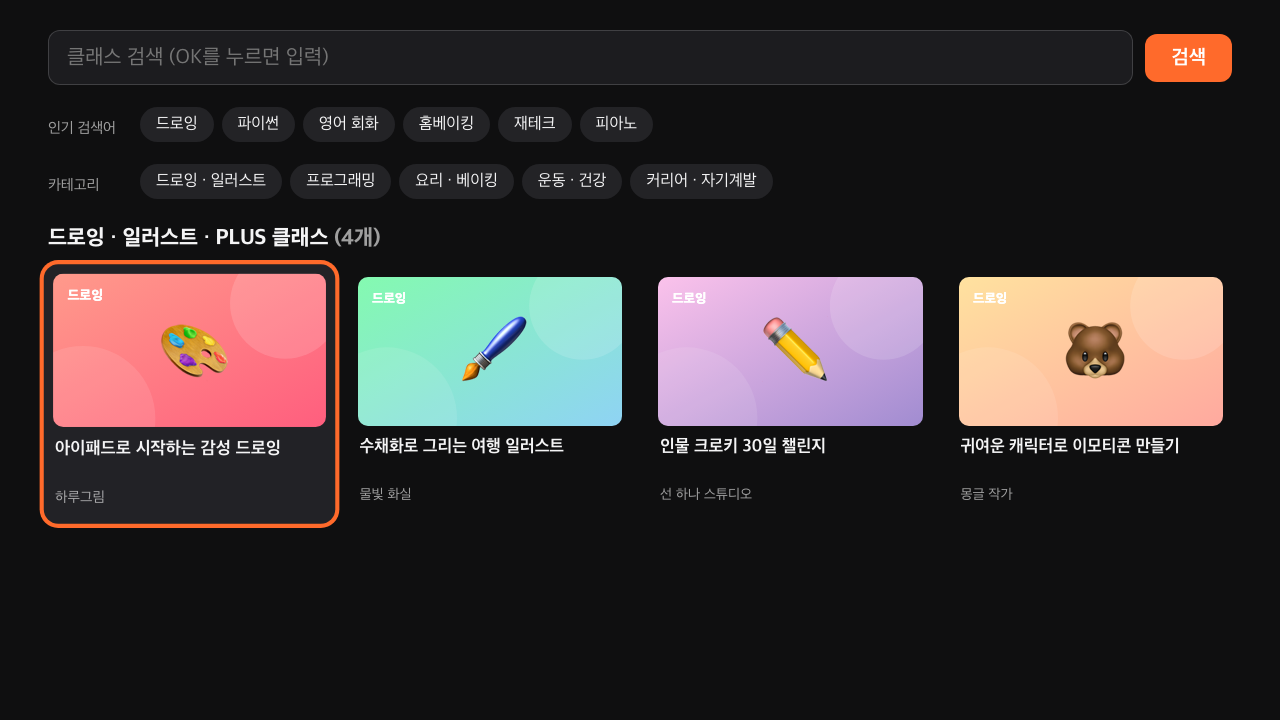 클래스 검색 (OK를 누르면 입력)
검색
인기 검색어 드로잉 파이썬 영어 회화 홈베이킹 재테크 피아노
카테고리 드로잉 · 일러스트 프로그래밍 요리 · 베이킹 운동 · 건강 커리어 · 자기계발
드로잉 · 일러스트 · PLUS 클래스 (4개)
드로잉
아이패드로 시작하는 감성 드로잉
하루그림
드로잉
수채화로 그리는 여행 일러스트
물빛 화실
드로잉
인물 크로키 30일 챌린지
선 하나 스튜디오
드로잉
귀여운 캐릭터로 이모티콘 만들기
몽글 작가